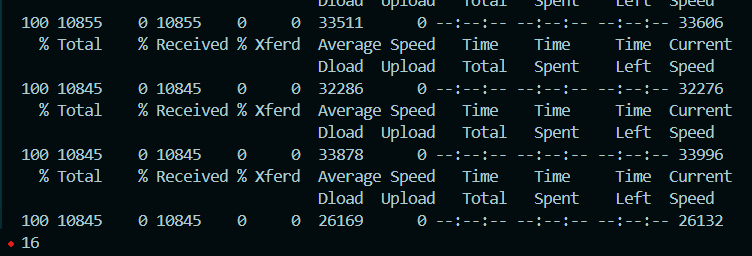 Dload Upload Total Spent Left Speed
100 10855 0 10855 0 0 33511 0 --:--:-- --:--:-- --:--:-- 33606
% Total % Received % Xferd Average Speed Time Time Time Current
Dload Upload Total Spent Left Speed
100 10845 0 10845 0 0 32286 0 --:--:-- --:--:-- --:--:-- 32276
% Total % Received % Xferd Average Speed Time Time Time Current
Dload Upload Total Spent Left Speed
100 10845 0 10845 0 0 33878 0 --:--:-- --:--:-- --:--:-- 33996
% Total % Received % Xferd Average Speed Time Time Time Current
Dload Upload Total Spent Left Speed
100 10845 0 10845 0 0 26169 0 --:--:-- --:--:-- --:--:-- 26132
16